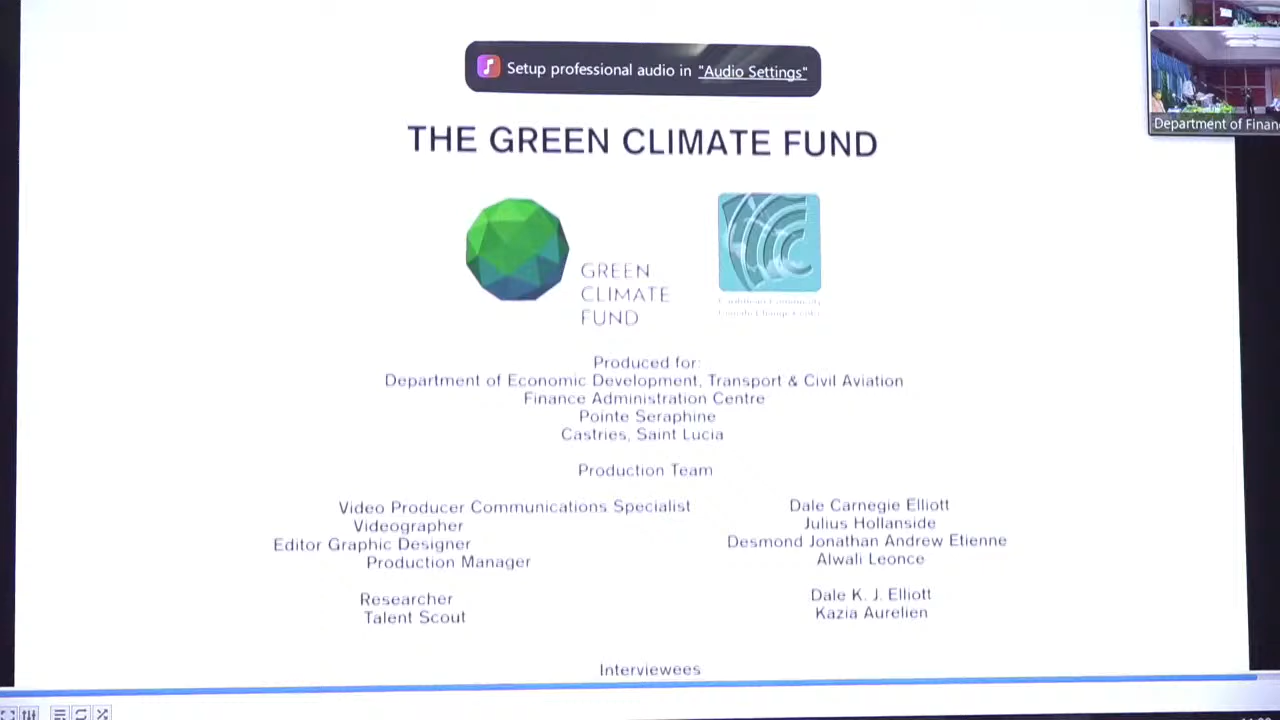 Setup professional audio in "Audio Settings"
Department of Finan
THE GREEN CLIMATE FUND
GREEN
CLIMATE
FUND
Produced for:
Department of Economic Development, Transport & Civil Aviation
Finance Administration Centre
Pointe Seraphine
Castries, Saint Lucia
Production Team
Video Producer Communications Specialist Dale Carnegie Elliott
Videographer Julius Hollanside
Editor Graphic Designer Desmond Jonathan Andrew Etienne
Production Manager Alwali Leonce
Researcher Dale K. J. Elliott
Talent Scout Kazia Aurelien
Interviewees